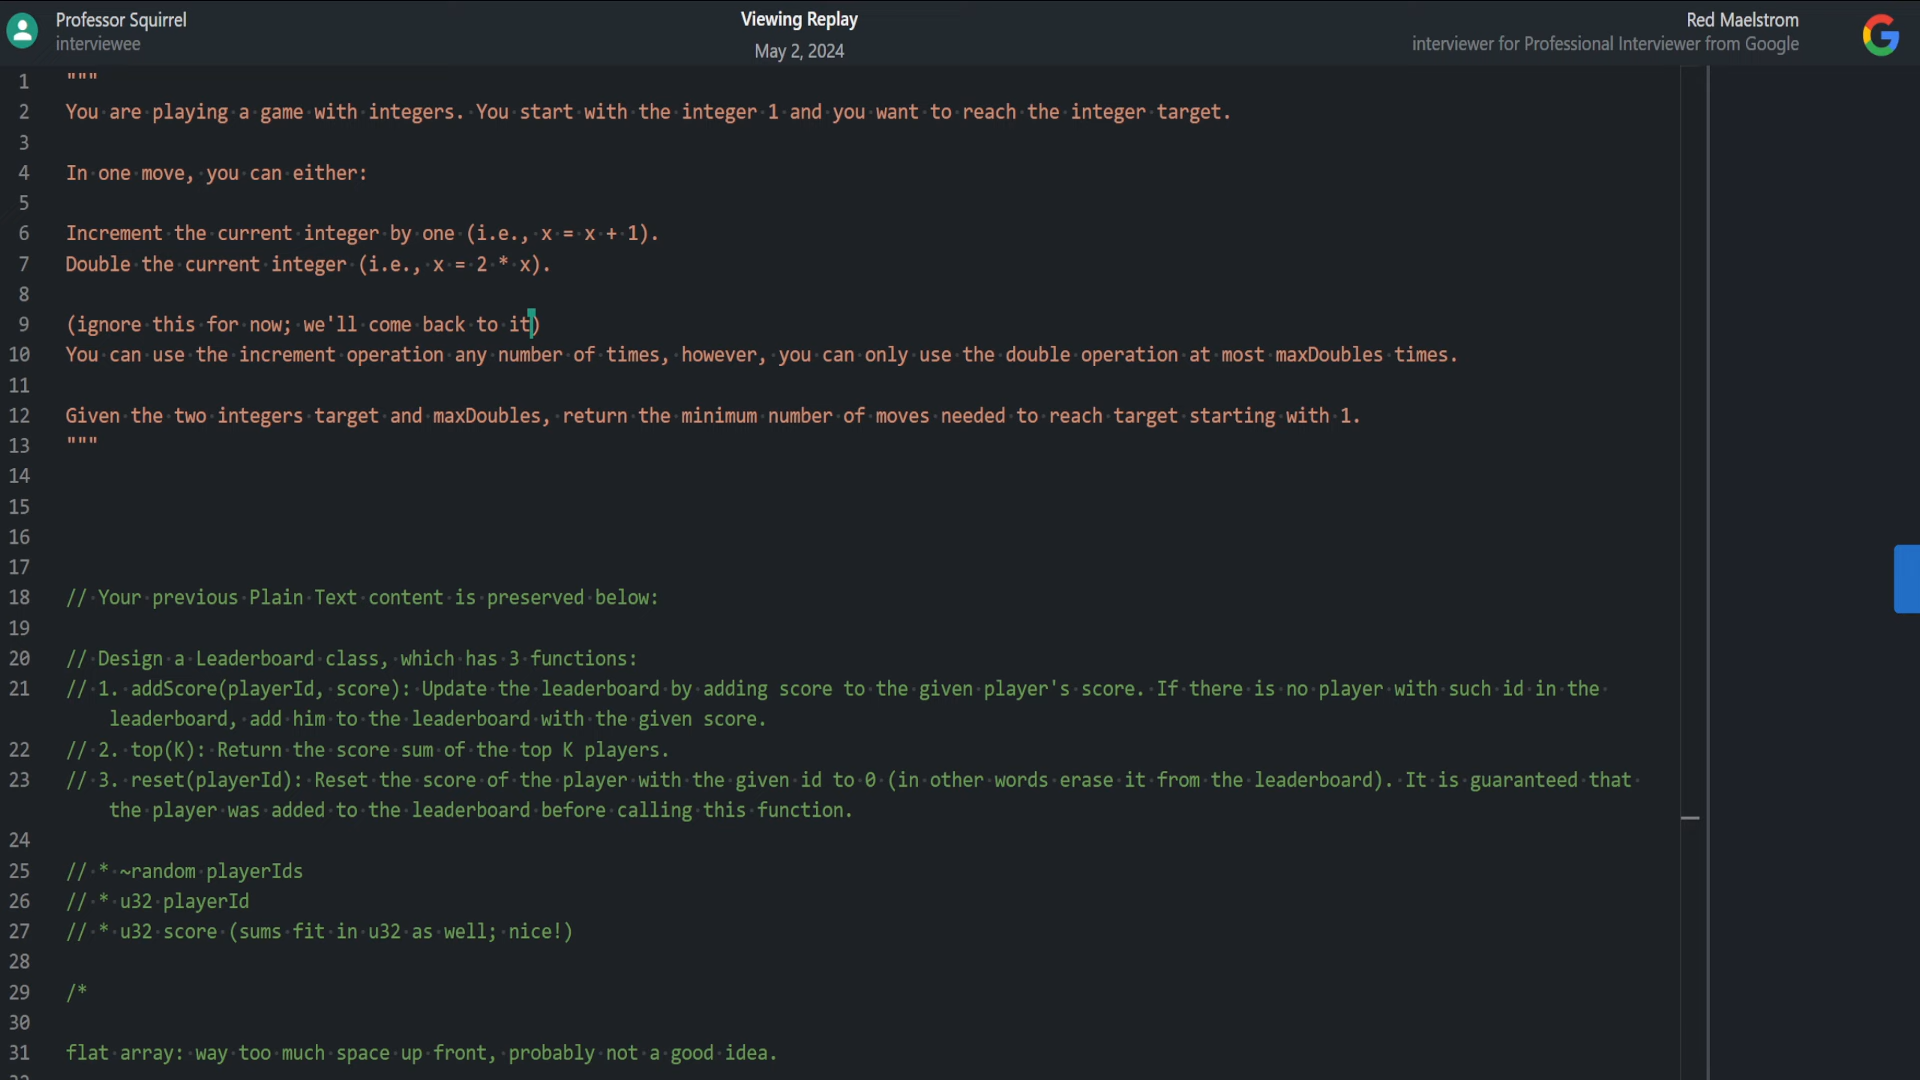 Professor Squirrel
interviewee
Viewing Replay
May 2, 2024
Red Maelstrom
interviewer for Professional Interviewer from Google
1 """
2 You are playing a game with integers. You start with the integer 1 and you want to reach the integer target.
3
4 In one move, you can either:
5
6 Increment the current integer by one (i.e., x = x + 1).
7 Double the current integer (i.e., x = 2 * x).
8
9 (ignore this for now; we'll come back to it)
10 You can use the increment operation any number of times, however, you can only use the double operation at most maxDoubles times.
11
12 Given the two integers target and maxDoubles, return the minimum number of moves needed to reach target starting with 1.
13 """
14
15
16
17
18 // Your previous Plain Text content is preserved below:
19
20 // Design a Leaderboard class, which has 3 functions:
21 // 1. addScore(playerId, score): Update the leaderboard by adding score to the given player's score. If there is no player with such id in the
leaderboard, add him to the leaderboard with the given score.
22 // 2. top(K): Return the score sum of the top K players.
23 // 3. reset(playerId): Reset the score of the player with the given id to 0 (in other words erase it from the leaderboard). It is guaranteed that
the player was added to the leaderboard before calling this function.
24
25 // * ~random playerIds
26 // * u32 playerId
27 // * u32 score (sums fit in u32 as well; nice!)
28
29 /*
30
31 flat array: way too much space up front, probably not a good idea.
32